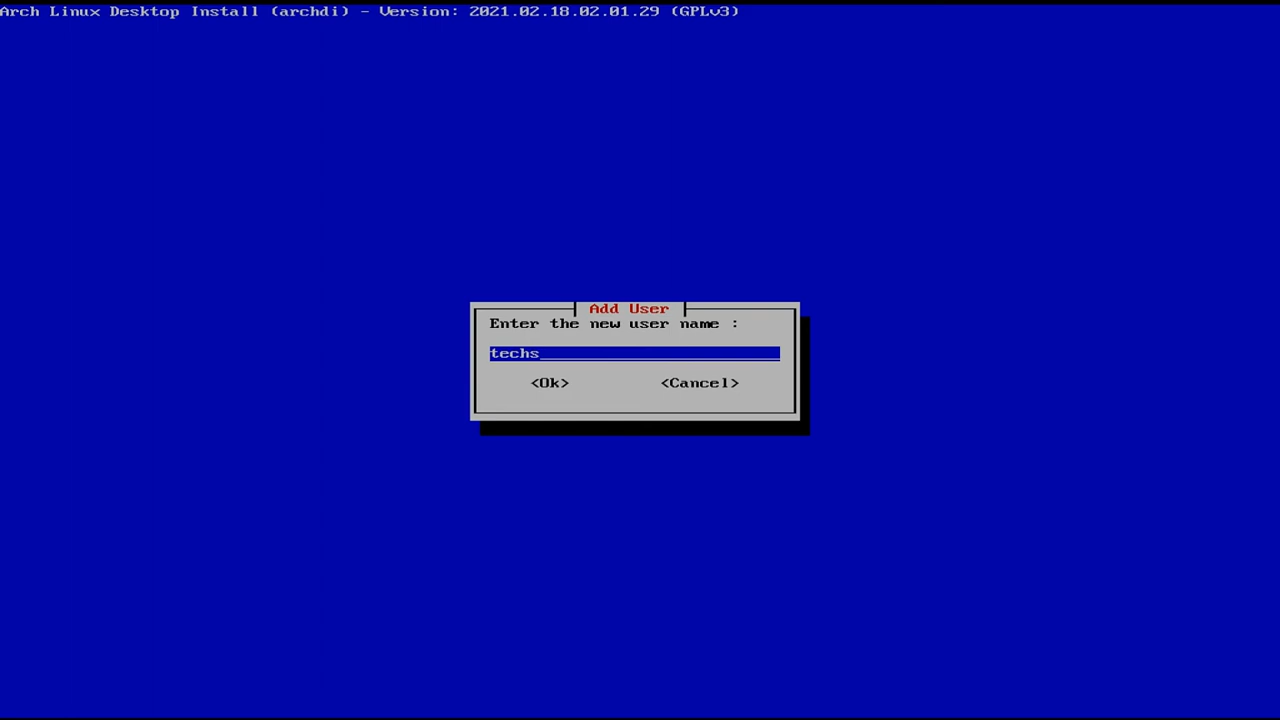 Arch Linux Desktop Install (archdi) - Version: 2021.02.18.02.01.29 (GPLv3)
Add User
Enter the new user name :
techs
<Ok> <Cancel>